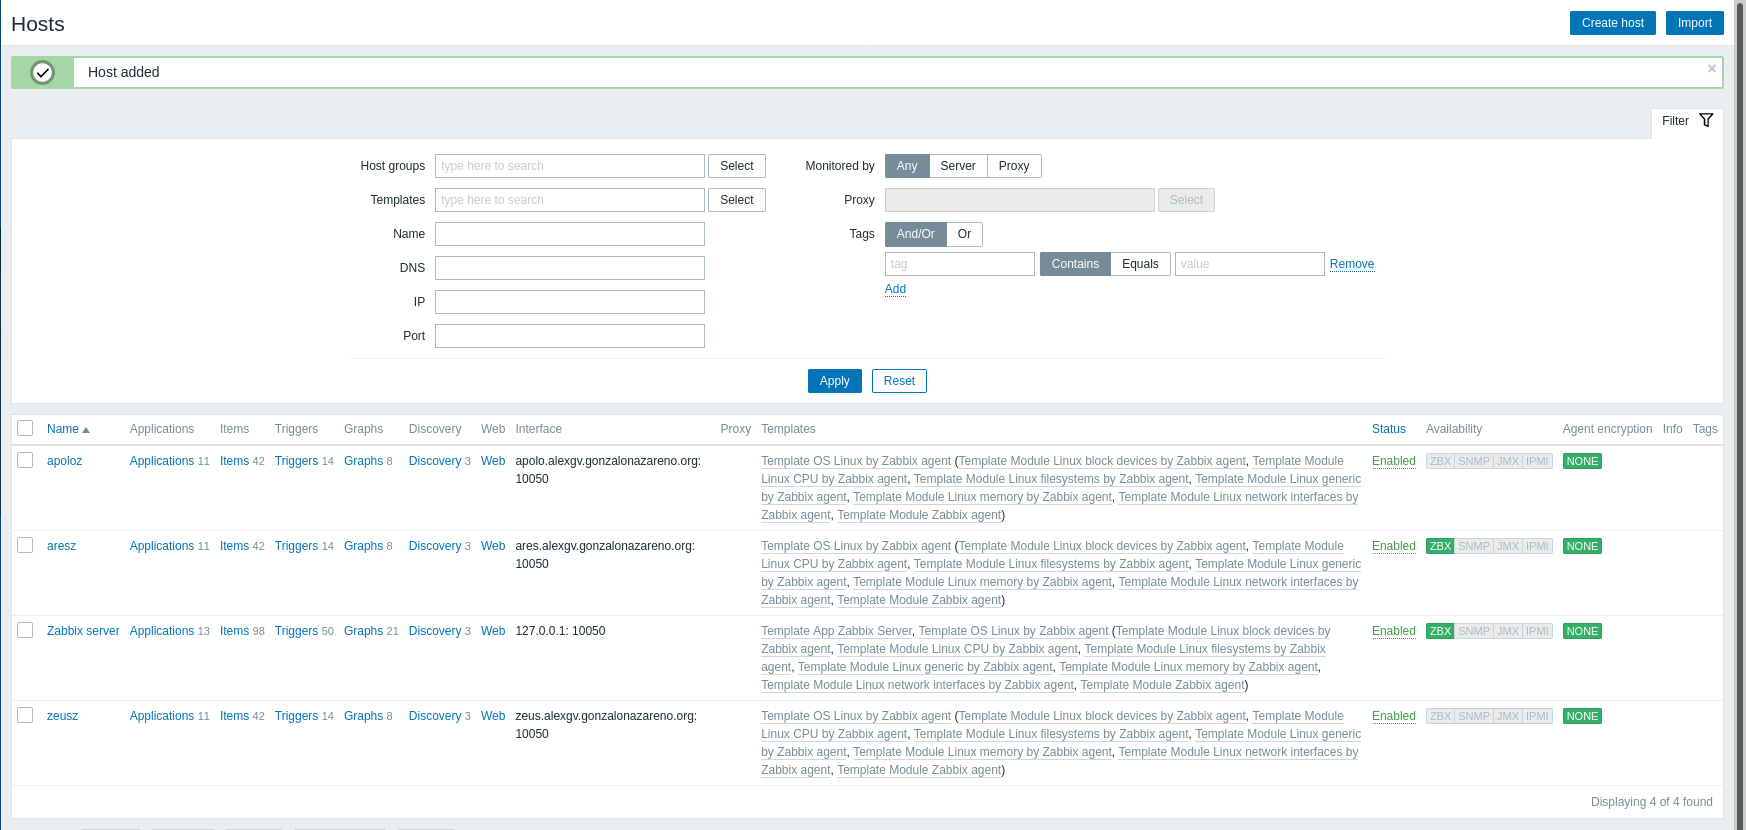 Hosts
Create host
Import
Host added
×
Filter
Host groups type here to search Select Monitored by Any Server Proxy
Templates type here to search Select Proxy Select
Name Tags And/Or Or
DNS tag Contains Equals value Remove
Add
IP
Port
Apply Reset
Name Applications Items Triggers Graphs Discovery Web Interface Proxy Templates Status Availability Agent encryption Info Tags
apoloz Applications 11 Items 42 Triggers 14 Graphs 8 Discovery 3 Web apolo.alexgv.gonzalonazareno.org: Template OS Linux by Zabbix agent (Template Module Linux block devices by Zabbix agent, Template Module Enabled ZBX SNMP JMX IPMI NONE
10050 Linux CPU by Zabbix agent, Template Module Linux filesystems by Zabbix agent, Template Module Linux generic
by Zabbix agent, Template Module Linux memory by Zabbix agent, Template Module Linux network interfaces by
Zabbix agent, Template Module Zabbix agent)
aresz Applications 11 Items 42 Triggers 14 Graphs 8 Discovery 3 Web ares.alexgv.gonzalonazareno.org: Template OS Linux by Zabbix agent (Template Module Linux block devices by Zabbix agent, Template Module Enabled ZBX SNMP JMX IPMI NONE
10050 Linux CPU by Zabbix agent, Template Module Linux filesystems by Zabbix agent, Template Module Linux generic
by Zabbix agent, Template Module Linux memory by Zabbix agent, Template Module Linux network interfaces by
Zabbix agent, Template Module Zabbix agent)
Zabbix server Applications 13 Items 98 Triggers 50 Graphs 21 Discovery 3 Web 127.0.0.1: 10050 Template App Zabbix Server, Template OS Linux by Zabbix agent (Template Module Linux block devices by Enabled ZBX SNMP JMX IPMI NONE
Zabbix agent, Template Module Linux CPU by Zabbix agent, Template Module Linux filesystems by Zabbix
agent, Template Module Linux generic by Zabbix agent, Template Module Linux memory by Zabbix agent,
Template Module Linux network interfaces by Zabbix agent, Template Module Zabbix agent)
zeusz Applications 11 Items 42 Triggers 14 Graphs 8 Discovery 3 Web zeus.alexgv.gonzalonazareno.org: Template OS Linux by Zabbix agent (Template Module Linux block devices by Zabbix agent, Template Module Enabled ZBX SNMP JMX IPMI NONE
10050 Linux CPU by Zabbix agent, Template Module Linux filesystems by Zabbix agent, Template Module Linux generic
by Zabbix agent, Template Module Linux memory by Zabbix agent, Template Module Linux network interfaces by
Zabbix agent, Template Module Zabbix agent)
Displaying 4 of 4 found